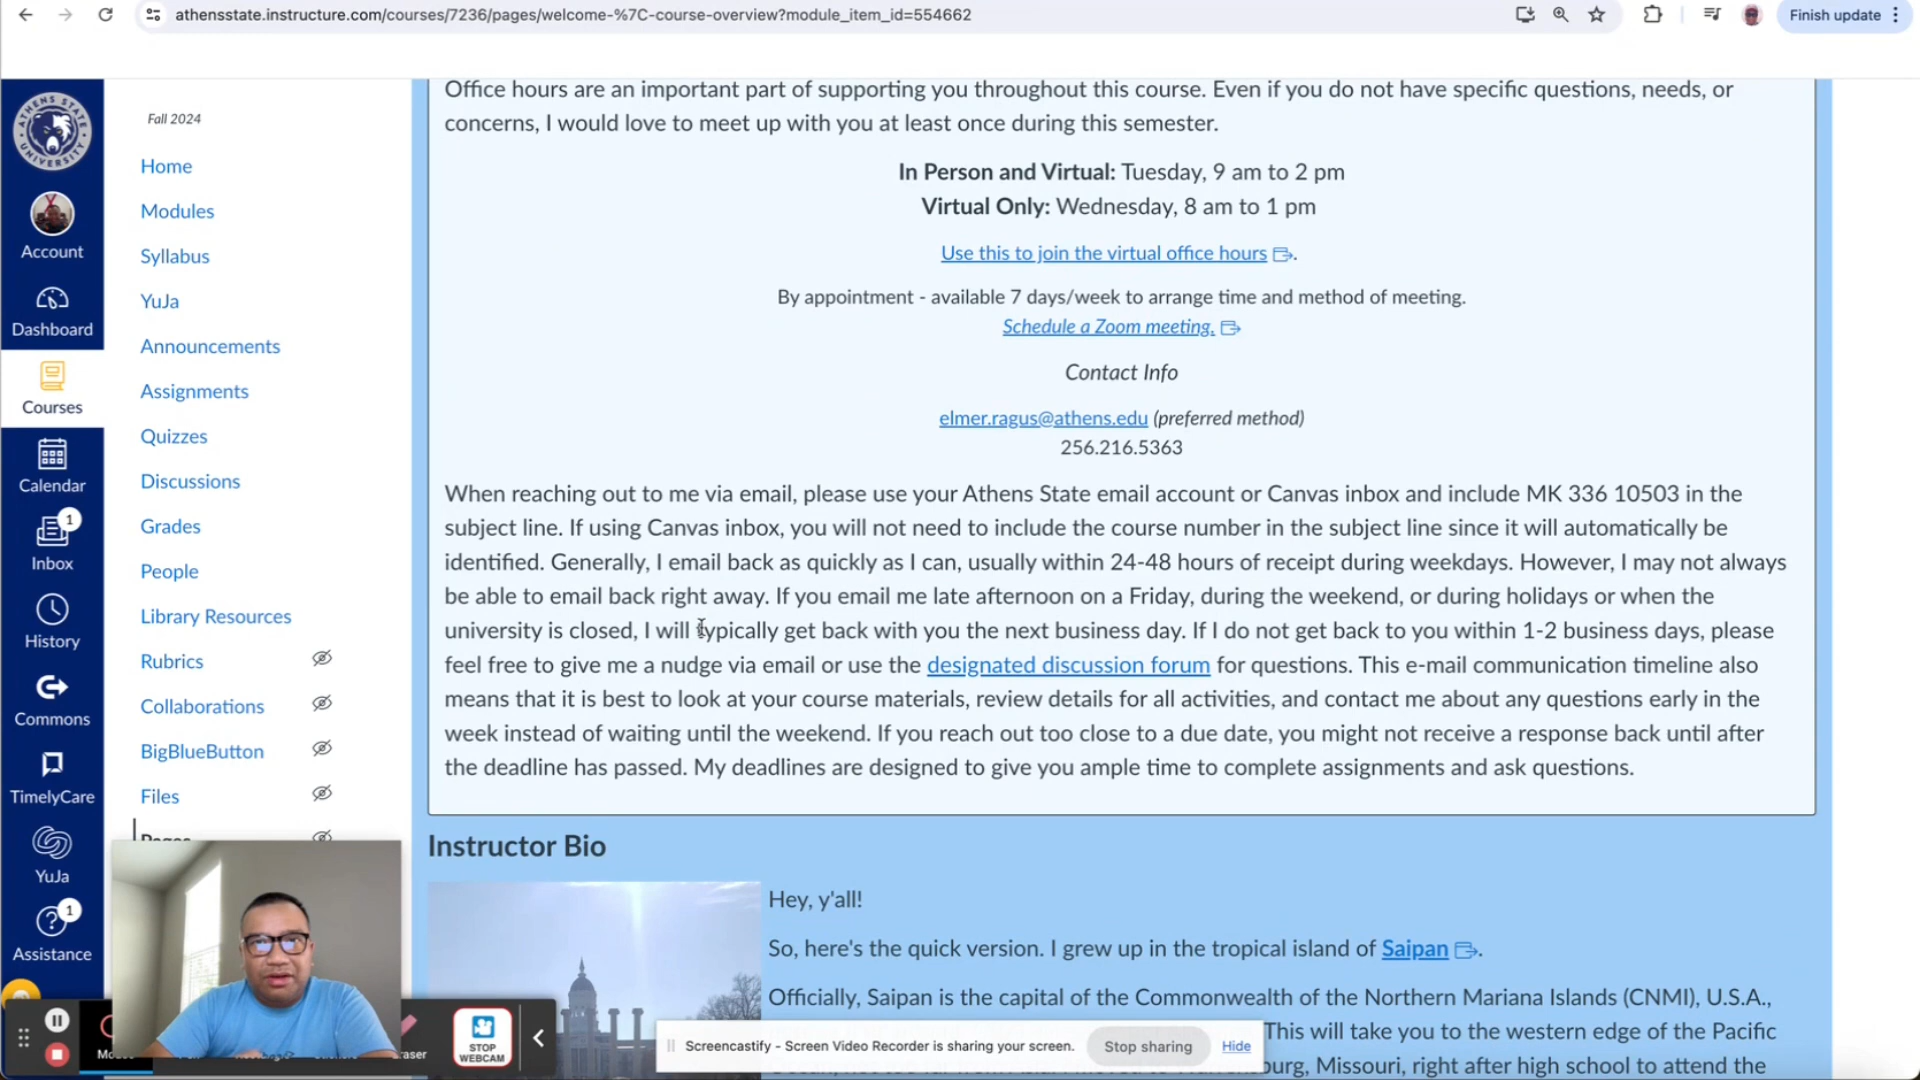 athensstate.instructure.com/courses/7236/pages/welcome-%7C-course-overview?module_item_id=554662
Finish update
ATHENS STATE
UNIVERSITY
Account
Dashboard
Courses
Calendar
1
Inbox
History
Commons
TimelyCare
YuJa
1
Assistance
Fall 2024
Home
Modules
Syllabus
YuJa
Announcements
Assignments
Quizzes
Discussions
Grades
People
Library Resources
Rubrics
Collaborations
BigBlueButton
Files
Pages
Office hours are an important part of supporting you throughout this course. Even if you do not have specific questions, needs, or
concerns, I would love to meet up with you at least once during this semester.
In Person and Virtual: Tuesday, 9 am to 2 pm
Virtual Only: Wednesday, 8 am to 1 pm
Use this to join the virtual office hours.
By appointment - available 7 days/week to arrange time and method of meeting.
Schedule a Zoom meeting.
Contact Info
elmer.ragus@athens.edu (preferred method)
256.216.5363
When reaching out to me via email, please use your Athens State email account or Canvas inbox and include MK 336 10503 in the
subject line. If using Canvas inbox, you will not need to include the course number in the subject line since it will automatically be
identified. Generally, I email back as quickly as I can, usually within 24-48 hours of receipt during weekdays. However, I may not always
be able to email back right away. If you email me late afternoon on a Friday, during the weekend, or during holidays or when the
university is closed, I will typically get back with you the next business day. If I do not get back to you within 1-2 business days, please
feel free to give me a nudge via email or use the designated discussion forum for questions. This e-mail communication timeline also
means that it is best to look at your course materials, review details for all activities, and contact me about any questions early in the
week instead of waiting until the weekend. If you reach out too close to a due date, you might not receive a response back until after
the deadline has passed. My deadlines are designed to give you ample time to complete assignments and ask questions.
Instructor Bio
Hey, y'all!
So, here's the quick version. I grew up in the tropical island of Saipan.
Officially, Saipan is the capital of the Commonwealth of the Northern Mariana Islands (CNMI), U.S.A.,
This will take you to the western edge of the Pacific
Missouri, right after high school to attend the
STOP
WEBCAM
Screencastify - Screen Video Recorder is sharing your screen.
Stop sharing
Hide